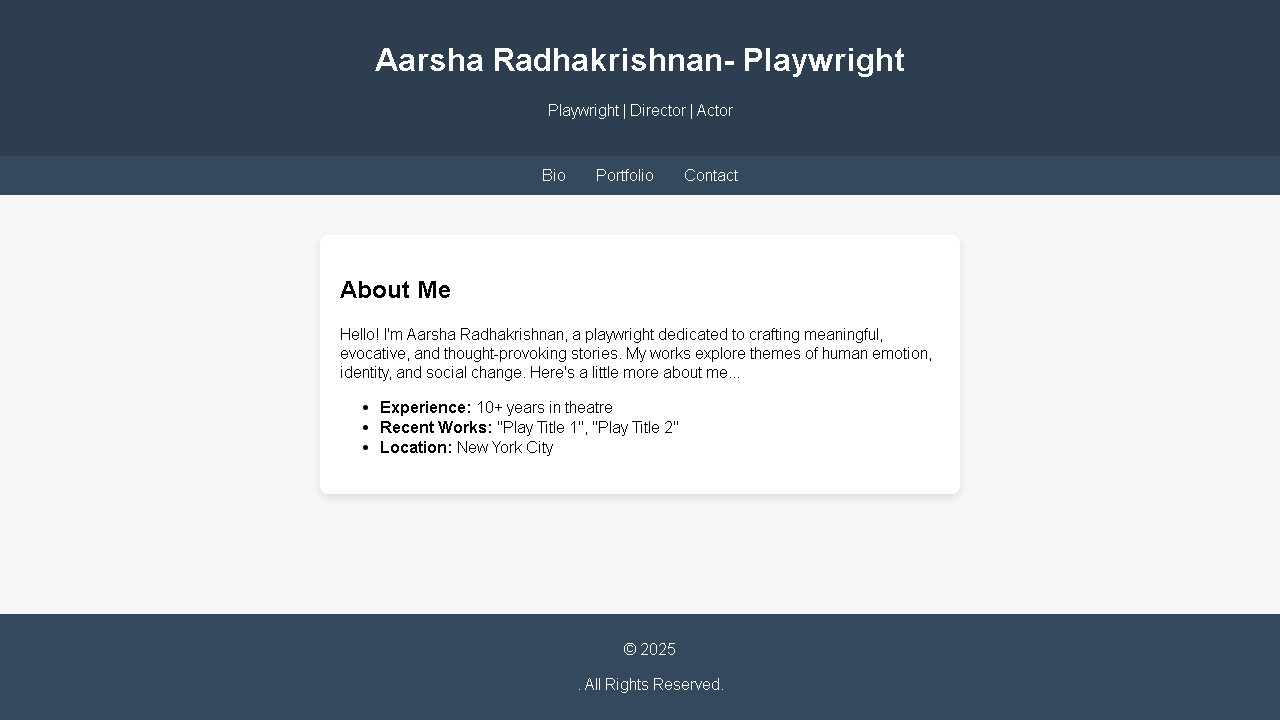 Aarsha Radhakrishnan- Playwright
Playwright | Director | Actor
Bio Portfolio Contact
About Me
Hello! I'm Aarsha Radhakrishnan, a playwright dedicated to crafting meaningful,
evocative, and thought-provoking stories. My works explore themes of human emotion,
identity, and social change. Here's a little more about me...
• Experience: 10+ years in theatre
• Recent Works: "Play Title 1", "Play Title 2"
• Location: New York City
© 2025
. All Rights Reserved.